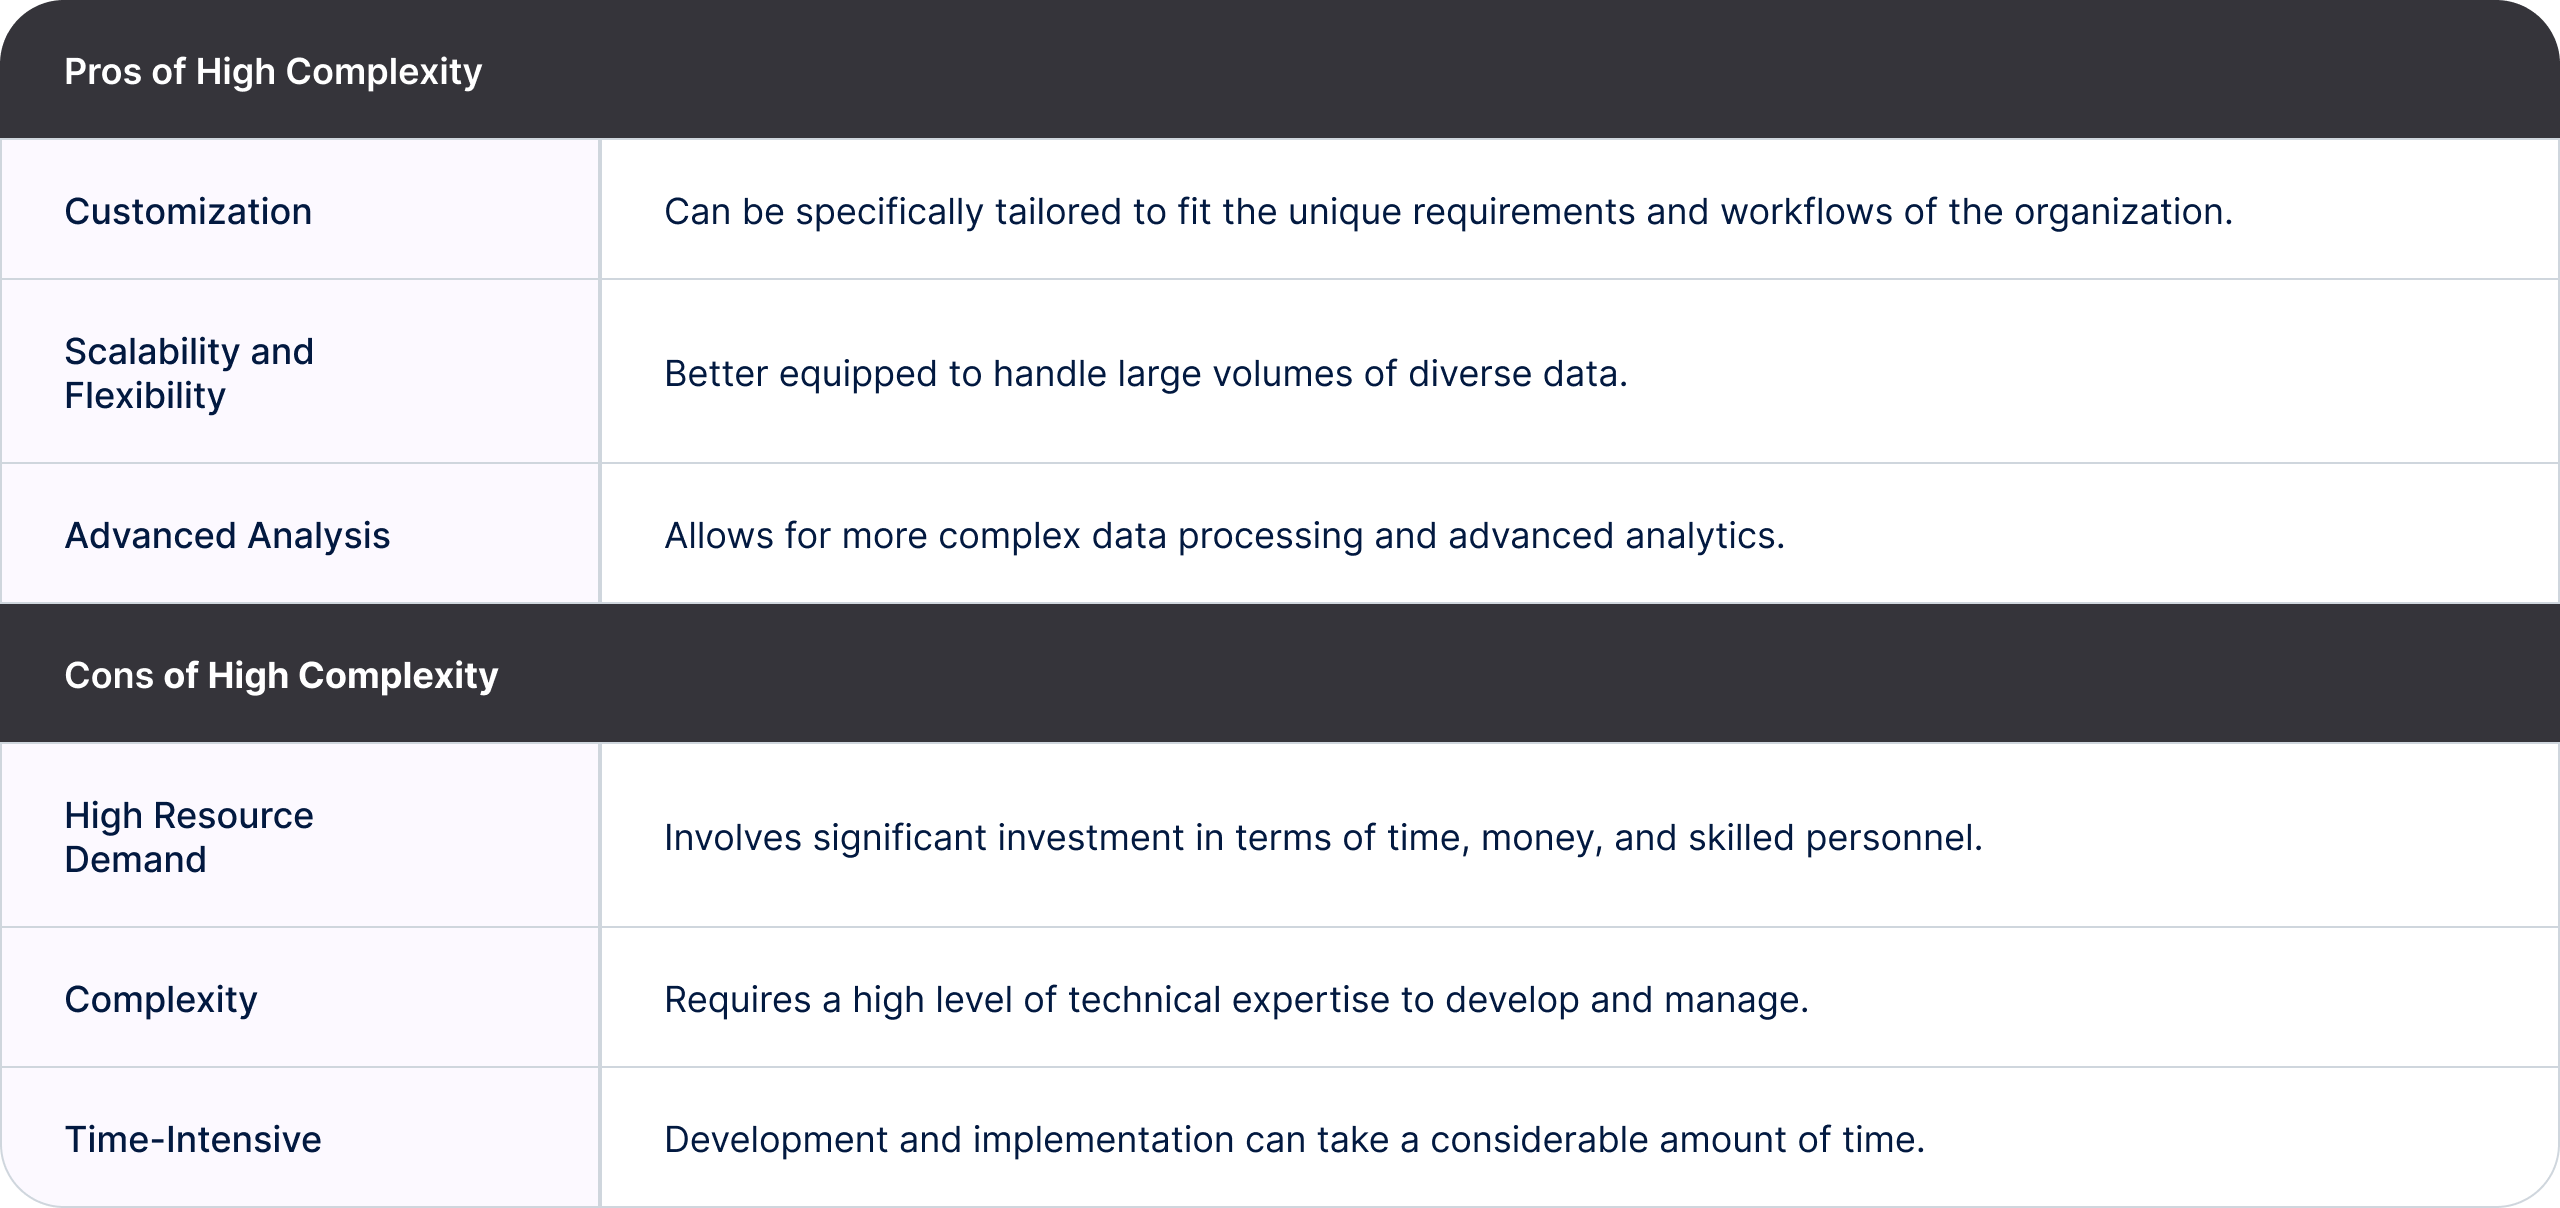 Pros of High Complexity
Customization
Can be specifically tailored to fit the unique requirements and workflows of the organization.
Scalability and
Flexibility
Better equipped to handle large volumes of diverse data.
Advanced Analysis
Allows for more complex data processing and advanced analytics.
Cons of High Complexity
High Resource
Demand
Involves significant investment in terms of time, money, and skilled personnel.
Complexity
Requires a high level of technical expertise to develop and manage.
Time-Intensive
Development and implementation can take a considerable amount of time.